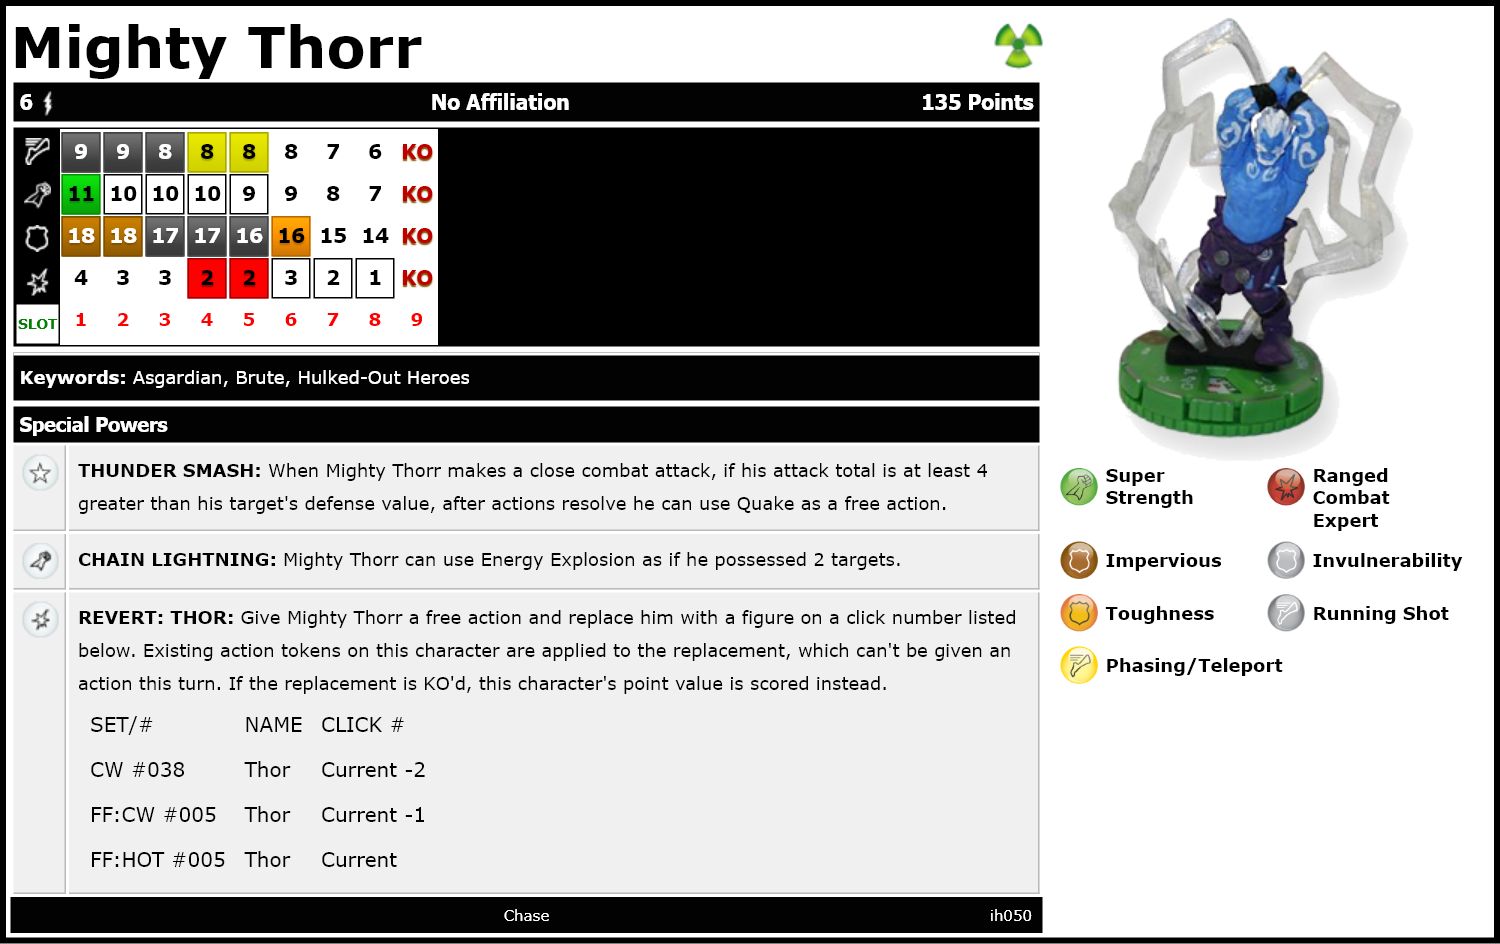 Mighty Thorr
6 No Affiliation 135 Points
9 9 8 8 8 8 7 6 KO
11 10 10 10 9 9 8 7 KO
18 18 17 17 16 16 15 14 KO
4 3 3 2 2 3 2 1 KO
SLOT 1 2 3 4 5 6 7 8 9
Keywords: Asgardian, Brute, Hulked-Out Heroes
Special Powers
THUNDER SMASH: When Mighty Thorr makes a close combat attack, if his attack total is at least 4
greater than his target's defense value, after actions resolve he can use Quake as a free action.
CHAIN LIGHTNING: Mighty Thorr can use Energy Explosion as if he possessed 2 targets.
REVERT: THOR: Give Mighty Thorr a free action and replace him with a figure on a click number listed
below. Existing action tokens on this character are applied to the replacement, which can't be given an
action this turn. If the replacement is KO'd, this character's point value is scored instead.
SET/# NAME CLICK #
CW #038 Thor Current -2
FF:CW #005 Thor Current -1
FF:HOT #005 Thor Current
Chase ih050
Super
Strength
Ranged
Combat
Expert
Impervious
Invulnerability
Toughness
Running Shot
Phasing/Teleport